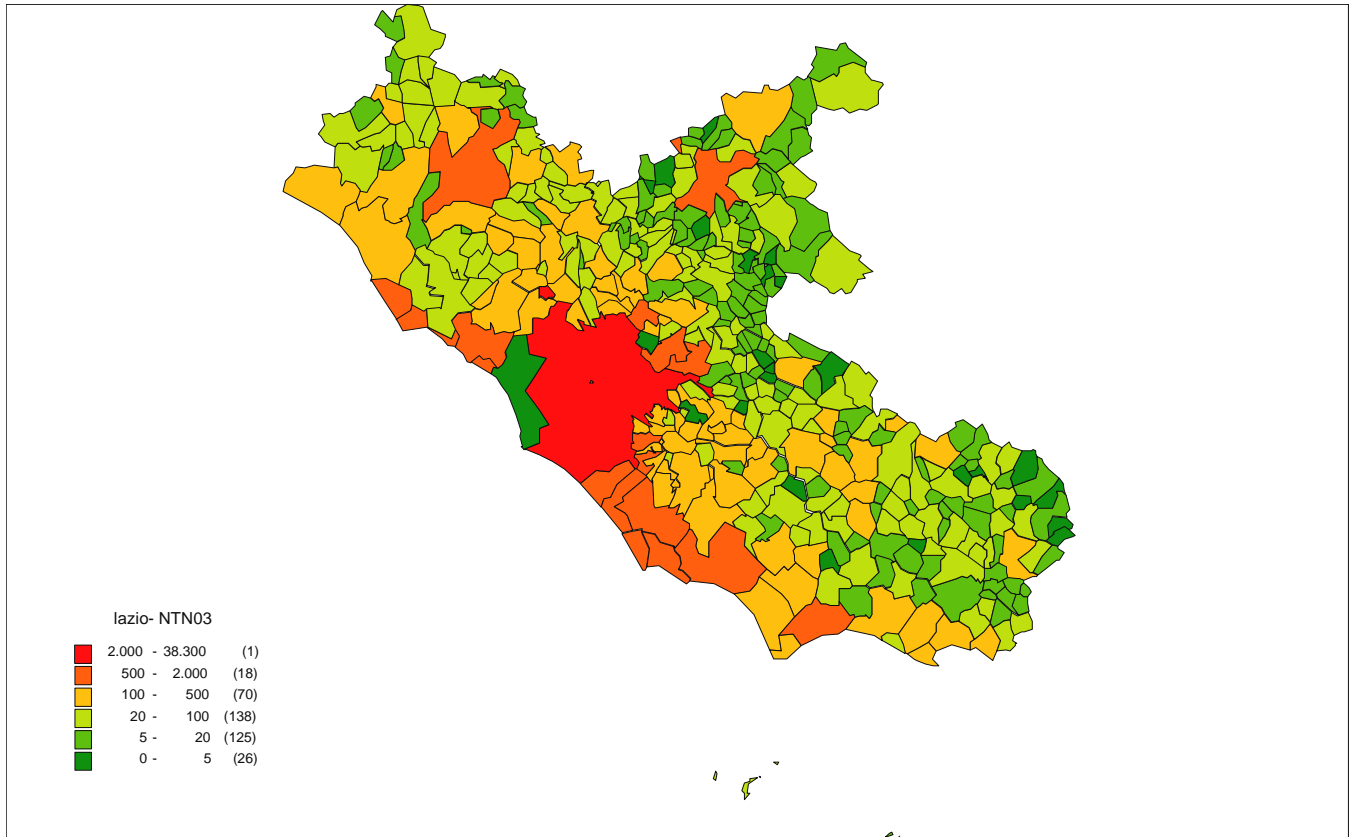 lazio- NTN03
2.000 - 38.300 (1)
500 - 2.000 (18)
100 - 500 (70)
20 - 100 (138)
5 - 20 (125)
0 - 5 (26)